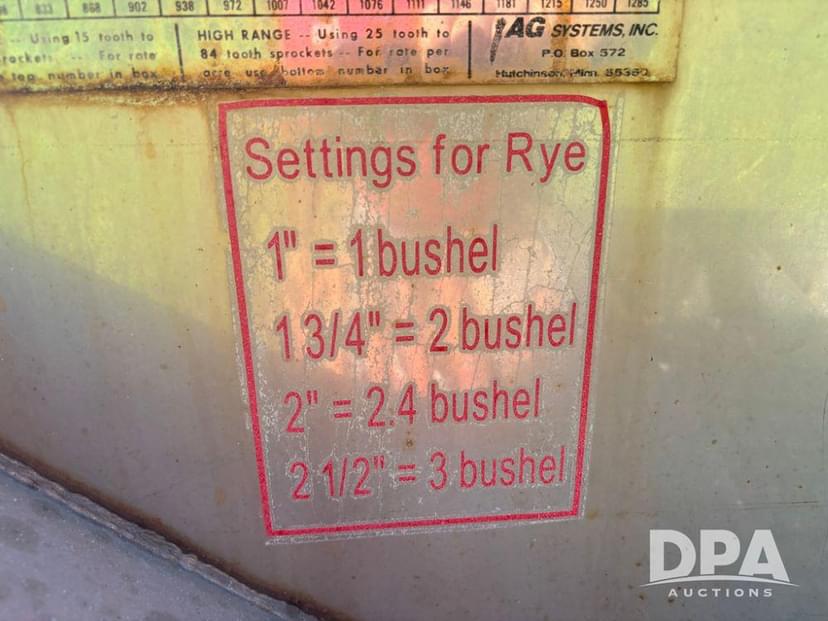 833 868 902 938 972 1007 1042 1076 1111 1146 1181 1215 1250 1285
Using 15 tooth to
For rate
top number in box
HIGH RANGE -- Using 25 tooth to
84 tooth sprockets -- For rate per
acre use bottom number in box
AG SYSTEMS, INC.
P.O. Box 572
Hutchinson, Minn. 55350
Settings for Rye
1" = 1 bushel
1 3/4" = 2 bushel
2" = 2.4 bushel
2 1/2" = 3 bushel
DPA
AUCTIONS